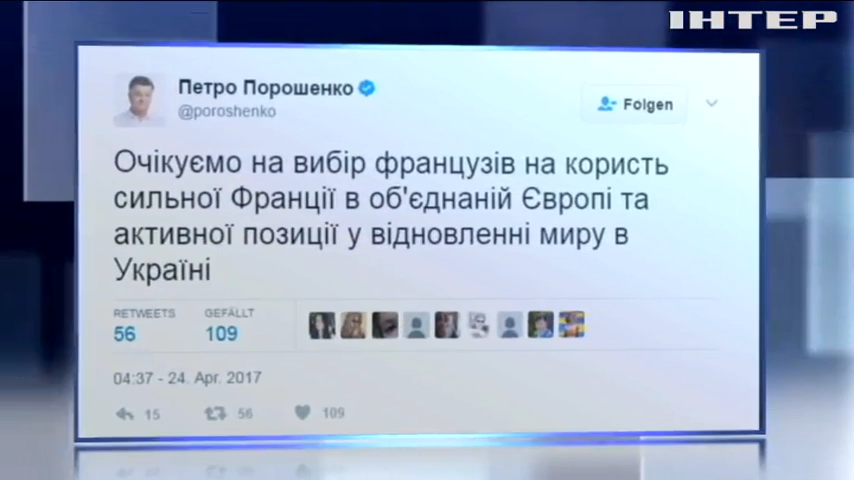 ІНТЕР
Петро Порошенко
@poroshenko
Folgen
Очікуємо на вибір французів на користь
сильної Франції в об'єднаній Європі та
активної позиції у відновленні миру в
Україні
RETWEETS GEFÄLLT
56 109
04:37 - 24. Apr. 2017
15 56 109